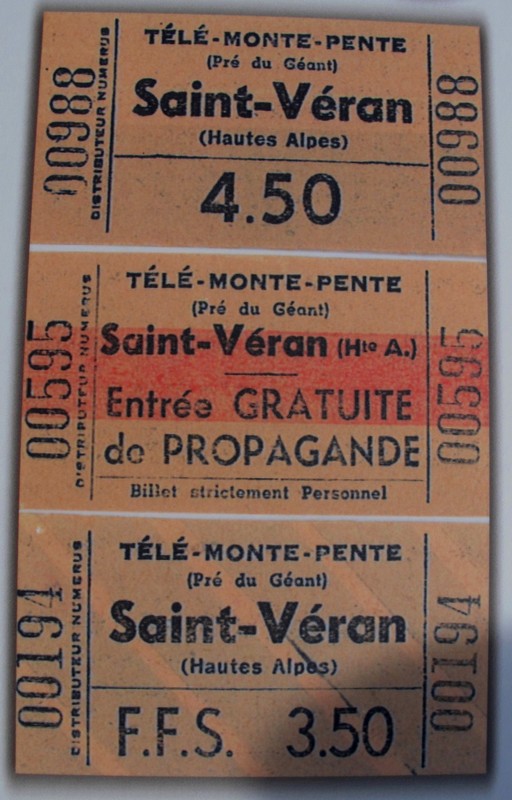 00988
DISTRIBUTEUR NUMERUS
TÉLÉ-MONTE-PENTE
(Pré du Géant)
Saint-Véran
(Hautes Alpes)
4.50
00988
00595
DISTRIBUTEUR NUMERUS
TÉLÉ-MONTE-PENTE
(Pré du Géant)
Saint-Véran (Hte A.)
Entrée GRATUITE
de PROPAGANDE
Billet strictement Personnel
00595
00194
DISTRIBUTEUR NUMERUS
TÉLÉ-MONTE-PENTE
(Pré du Géant)
Saint-Véran
(Hautes Alpes)
F.F.S. 3.50
00194